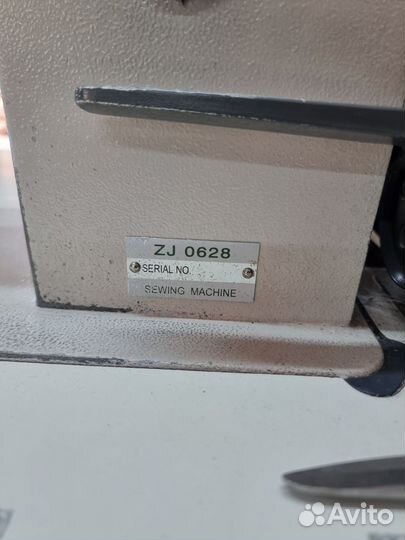 ZJ 0628
SERIAL NO.
SEWING MACHINE
Avito